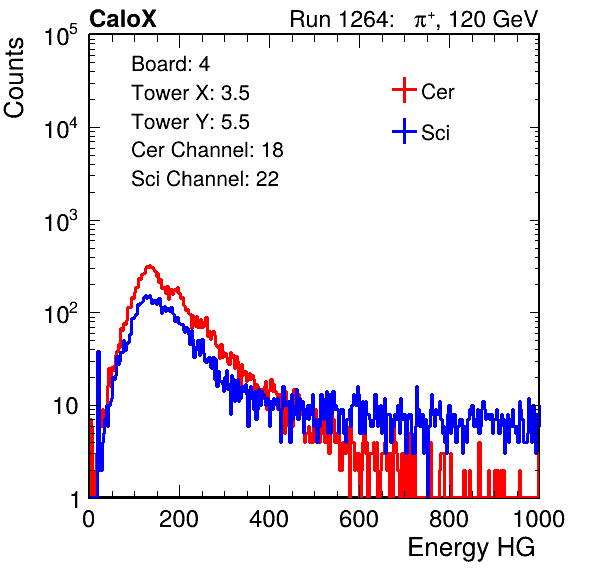 CaloX Run 1264: π⁺, 120 GeV
Counts
10⁵
10⁴
10³
10²
10
1
Board: 4
Tower X: 3.5
Tower Y: 5.5
Cer Channel: 18
Sci Channel: 22
Cer
Sci
0 200 400 600 800 1000
Energy HG